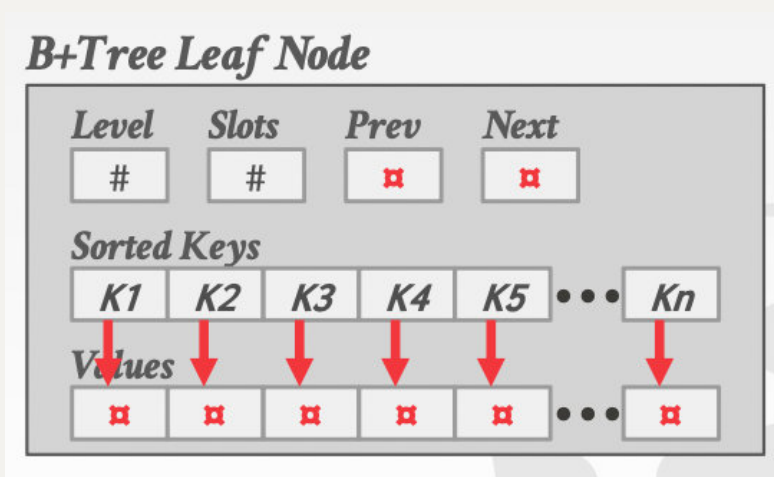 B+Tree Leaf Node
Level Slots Prev Next
# # ¤ ¤
Sorted Keys
K1 K2 K3 K4 K5 ••• Kn
Values
¤ ¤ ¤ ¤ ¤ ••• ¤